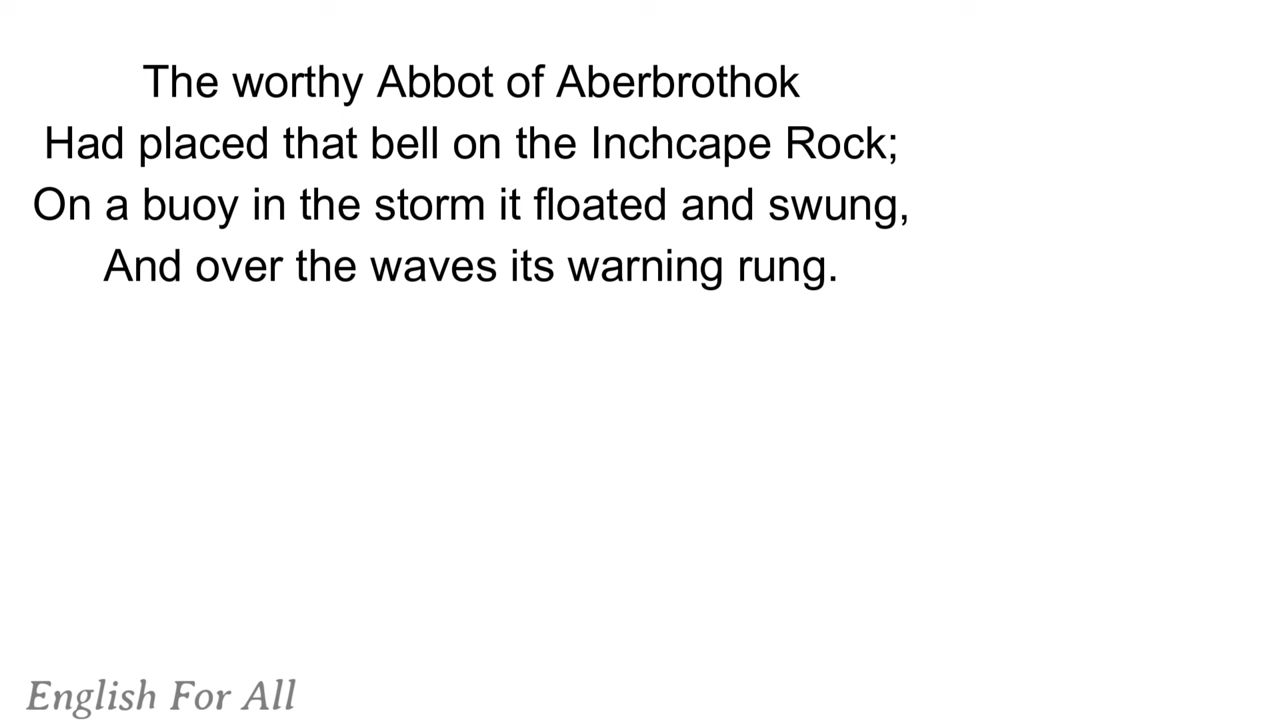 The worthy Abbot of Aberbrothok
Had placed that bell on the Inchcape Rock;
On a buoy in the storm it floated and swung,
And over the waves its warning rung.
English For All